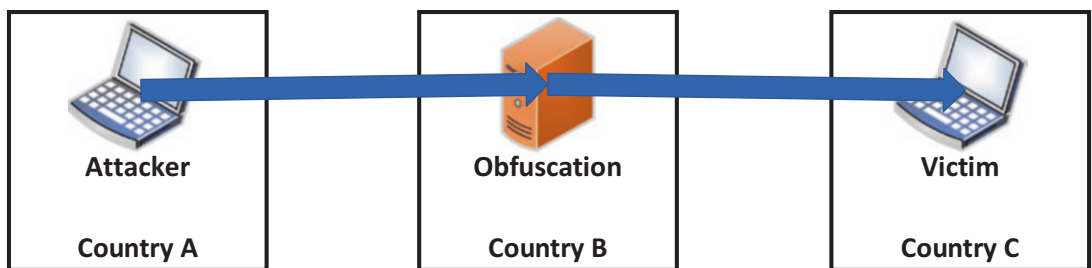 Attacker
Obfuscation
Victim
Country A
Country B
Country C